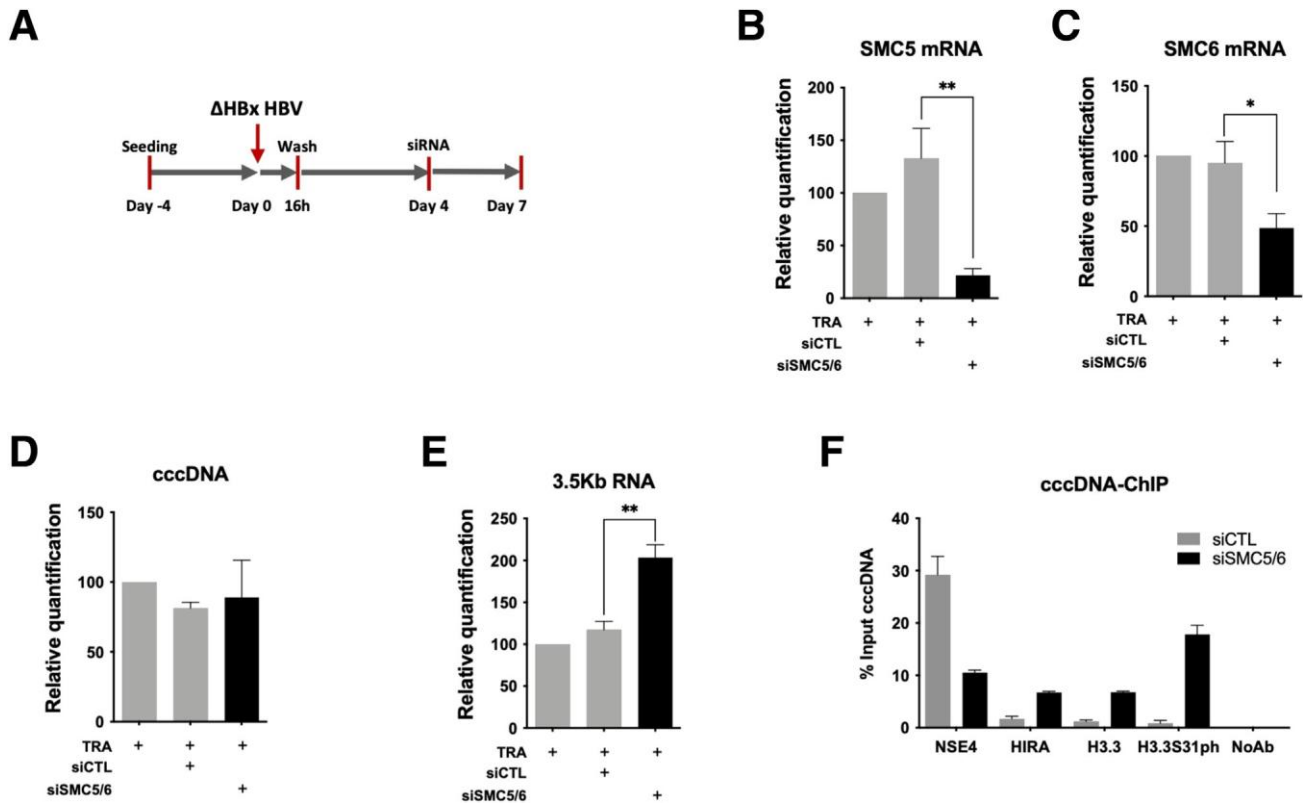 A
ΔHBx HBV
Seeding
Wash
siRNA
Day -4
Day 0
16h
Day 4
Day 7
B
SMC5 mRNA
Relative quantification
200
150
100
50
0
**
TRA + + +
siCTL +
siSMC5/6 +
C
SMC6 mRNA
Relative quantification
150
100
50
0
*
TRA + + +
siCTL +
siSMC5/6 +
D
cccDNA
Relative quantification
150
100
50
0
TRA + + +
siCTL +
siSMC5/6 +
E
3.5Kb RNA
Relative quantification
250
200
150
100
50
0
**
TRA + + +
siCTL +
siSMC5/6 +
F
cccDNA-ChIP
% Input cccDNA
40
30
20
10
0
siCTL
siSMC5/6
NSE4 HIRA H3.3 H3.3S31ph NoAb